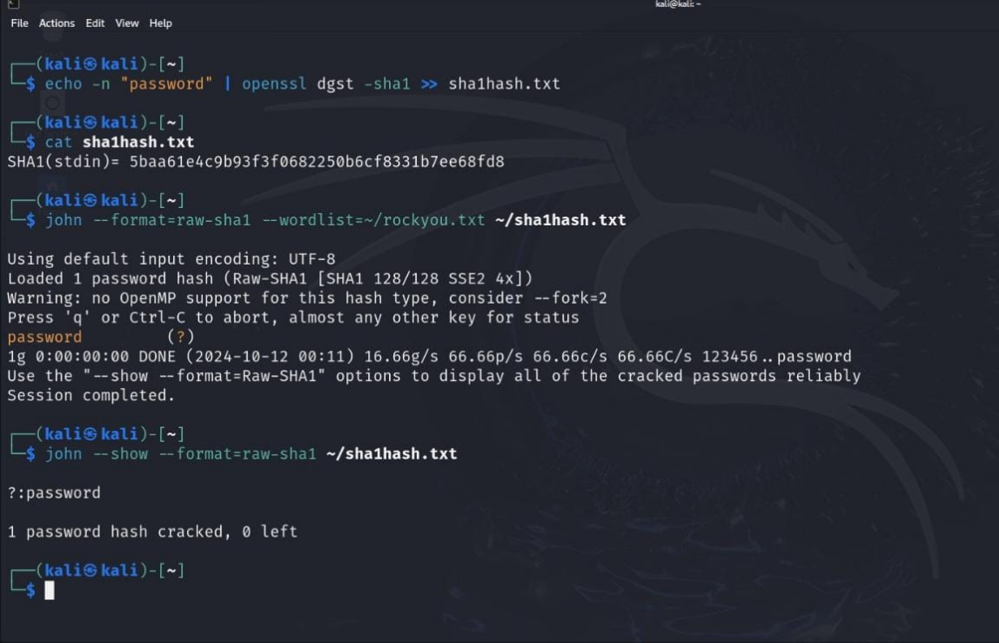 kali@kali: ~
File Actions Edit View Help
┌──(kali㉿kali)-[~]
└─$ echo -n "password" | openssl dgst -sha1 >> sha1hash.txt
┌──(kali㉿kali)-[~]
└─$ cat sha1hash.txt
SHA1(stdin)= 5baa61e4c9b93f3f0682250b6cf8331b7ee68fd8
┌──(kali㉿kali)-[~]
└─$ john --format=raw-sha1 --wordlist=~/rockyou.txt ~/sha1hash.txt
Using default input encoding: UTF-8
Loaded 1 password hash (Raw-SHA1 [SHA1 128/128 SSE2 4x])
Warning: no OpenMP support for this hash type, consider --fork=2
Press 'q' or Ctrl-C to abort, almost any other key for status
password (?)
1g 0:00:00:00 DONE (2024-10-12 00:11) 16.66g/s 66.66p/s 66.66c/s 66.66C/s 123456..password
Use the "--show --format=Raw-SHA1" options to display all of the cracked passwords reliably
Session completed.
┌──(kali㉿kali)-[~]
└─$ john --show --format=raw-sha1 ~/sha1hash.txt
?:password
1 password hash cracked, 0 left
┌──(kali㉿kali)-[~]
└─$